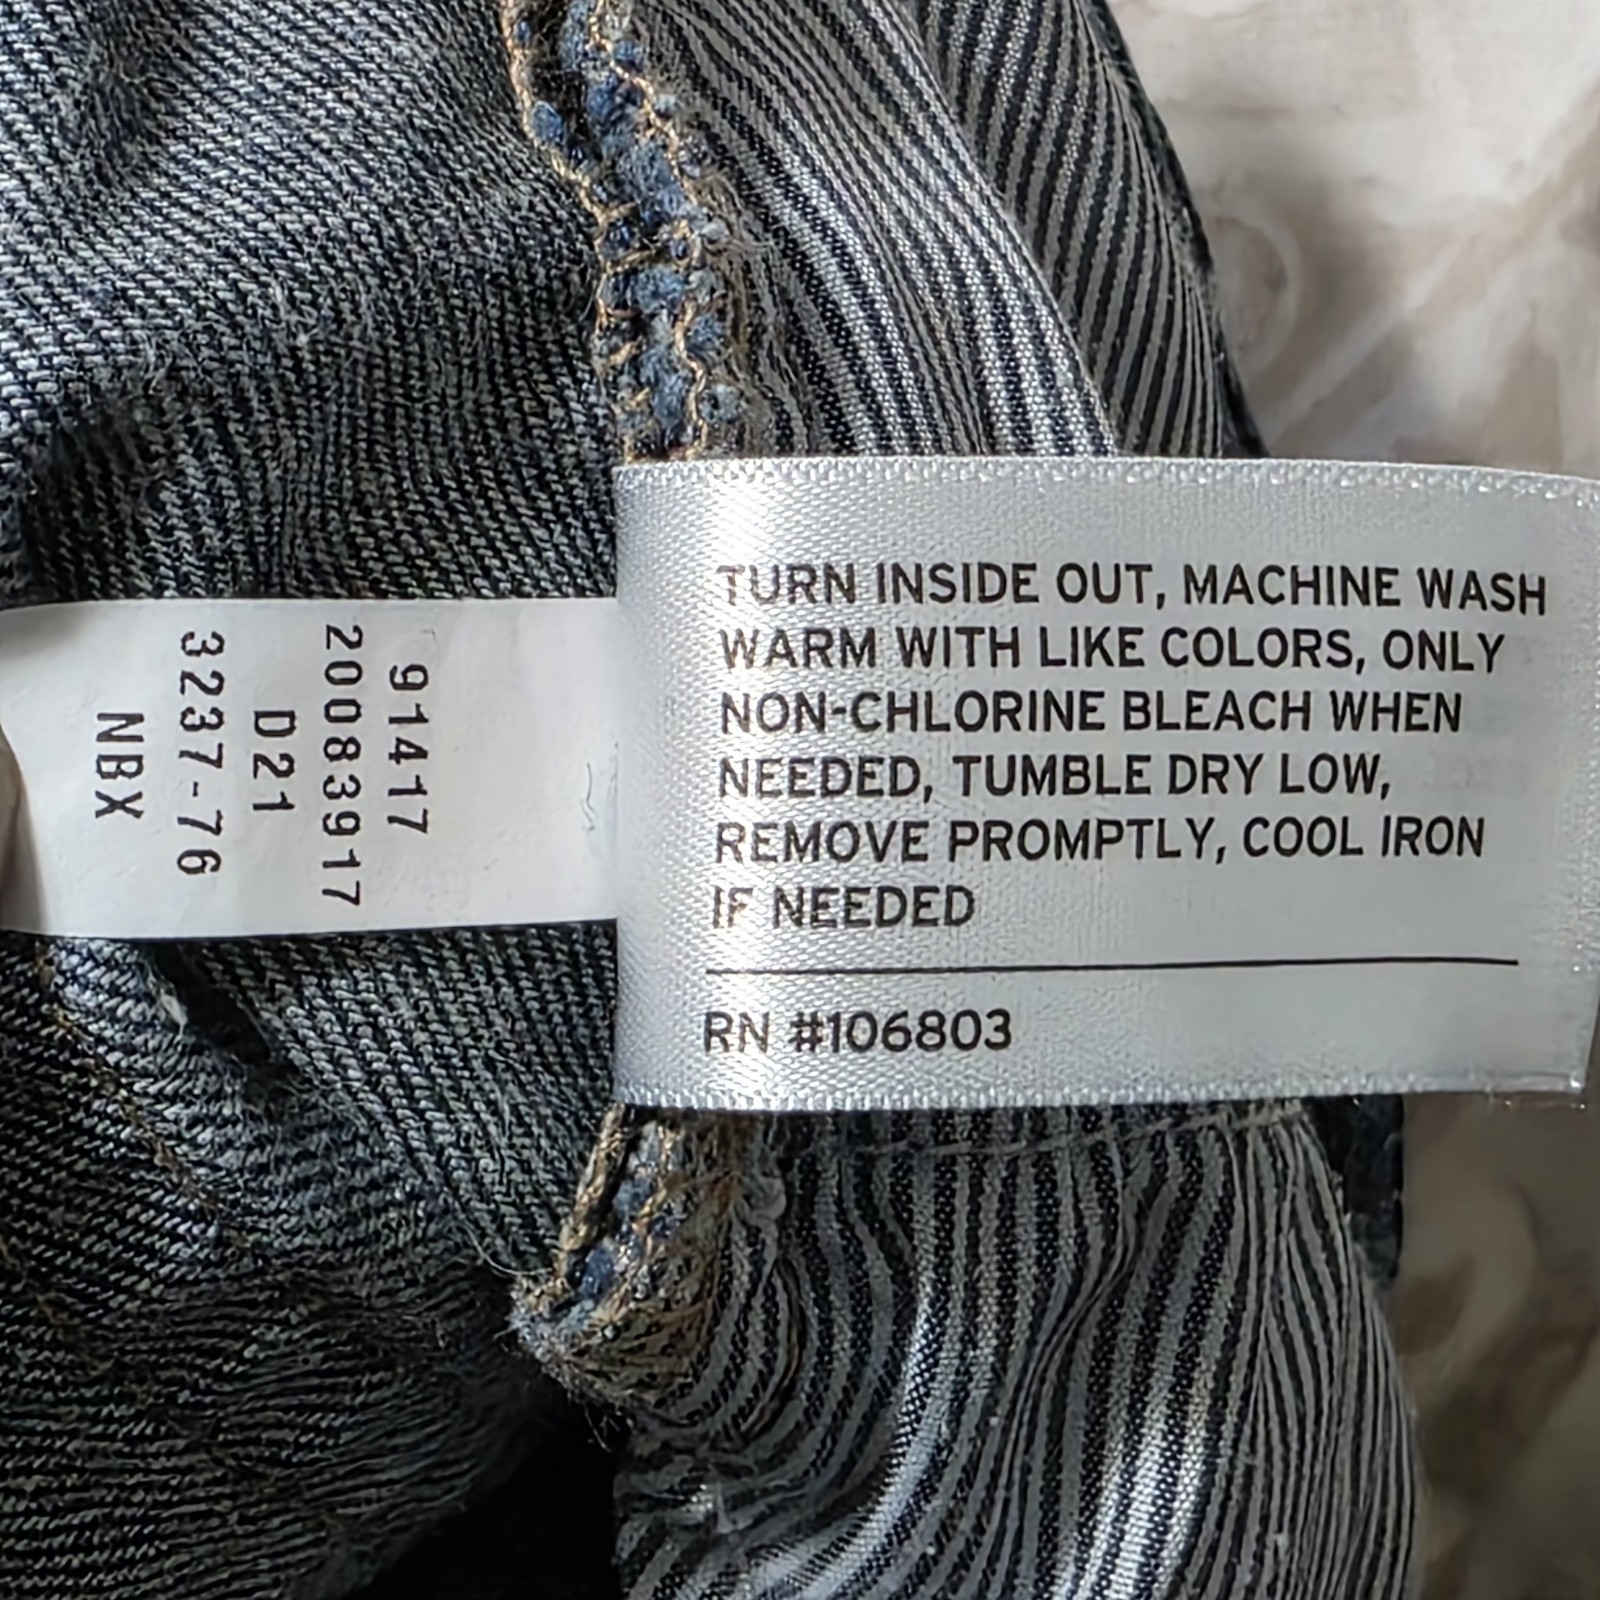 91417
20083917
D21
3237-76
NBX
TURN INSIDE OUT, MACHINE WASH
WARM WITH LIKE COLORS, ONLY
NON-CHLORINE BLEACH WHEN
NEEDED, TUMBLE DRY LOW,
REMOVE PROMPTLY, COOL IRON
IF NEEDED
RN #106803